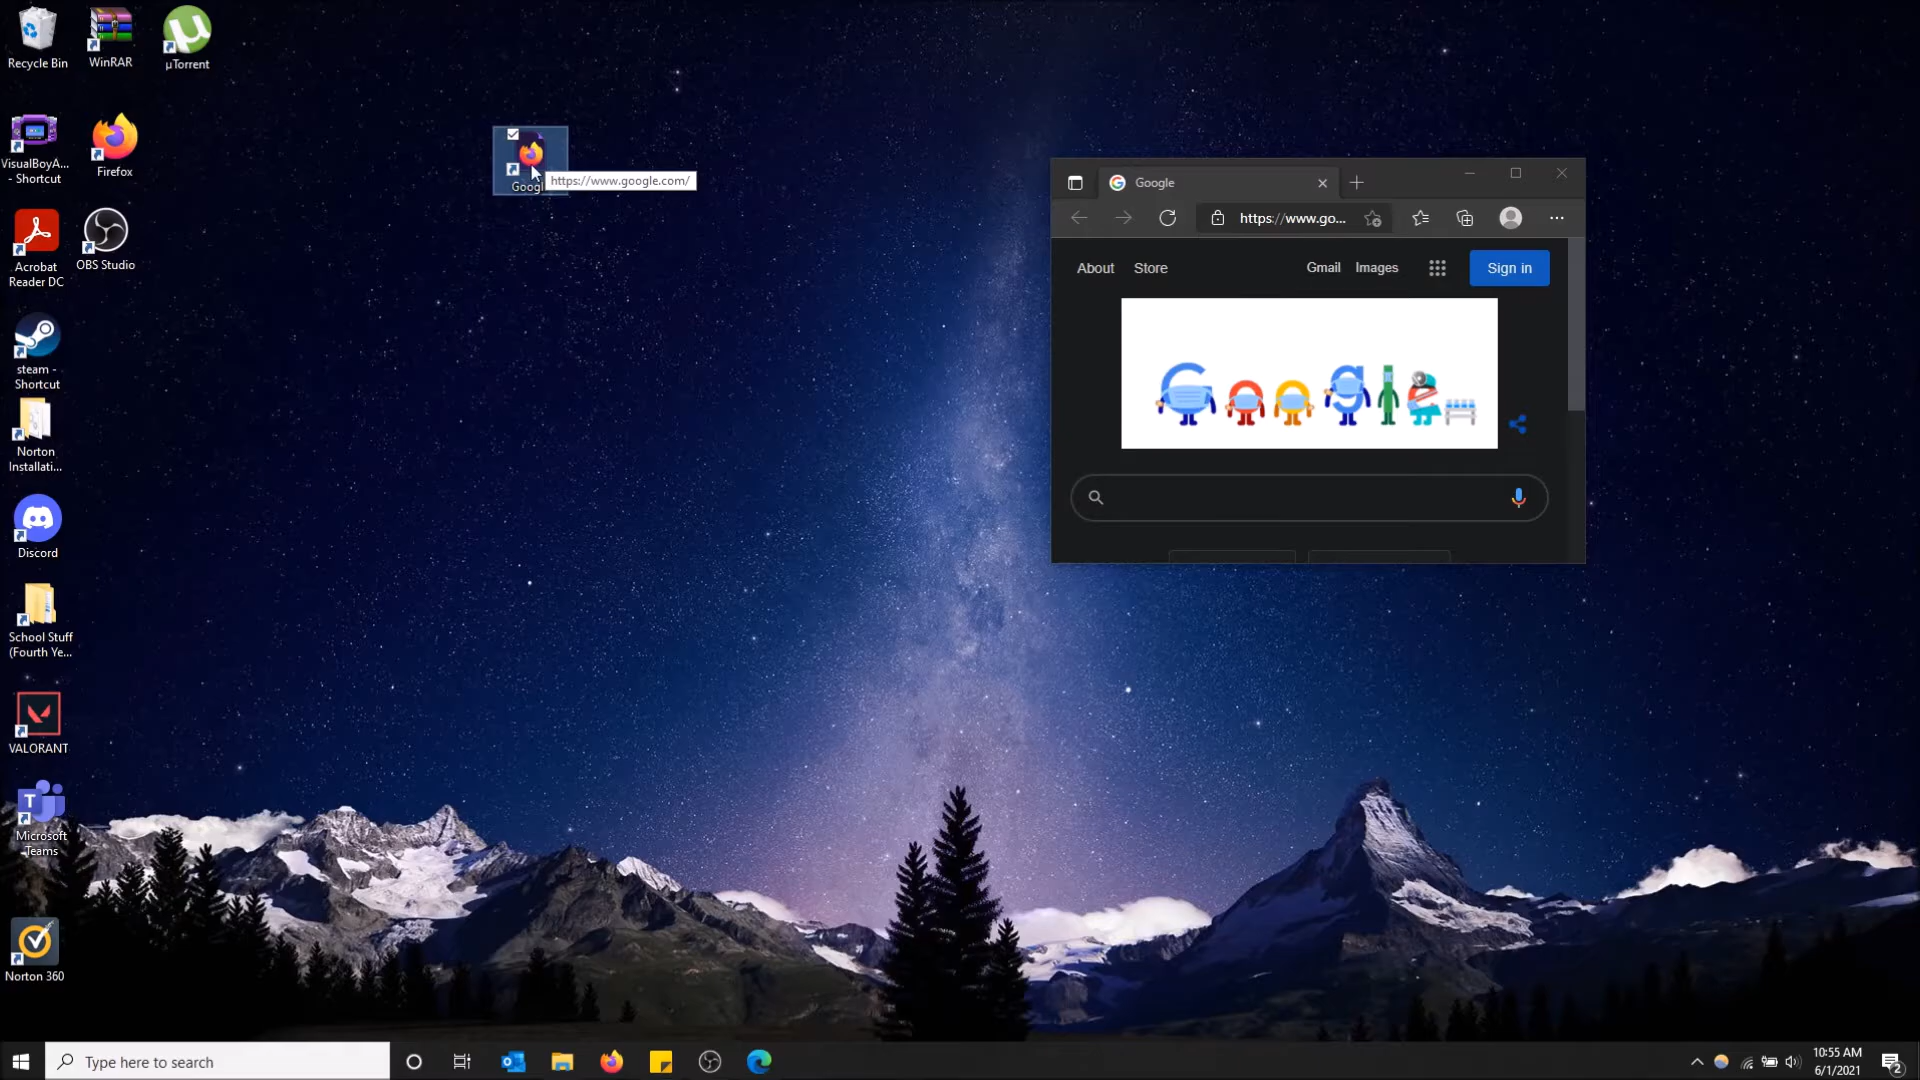 Recycle Bin
WinRAR
µTorrent
VisualBoyA...
- Shortcut
Firefox
Acrobat
Reader DC
OBS Studio
steam -
Shortcut
Norton
Installati...
Discord
School Stuff
(Fourth Ye...
VALORANT
Microsoft
Teams
Norton 360
Googl
https://www.google.com/
Google
https://www.go...
About
Store
Gmail
Images
Sign in
Google
Type here to search
10:55 AM
6/1/2021
2